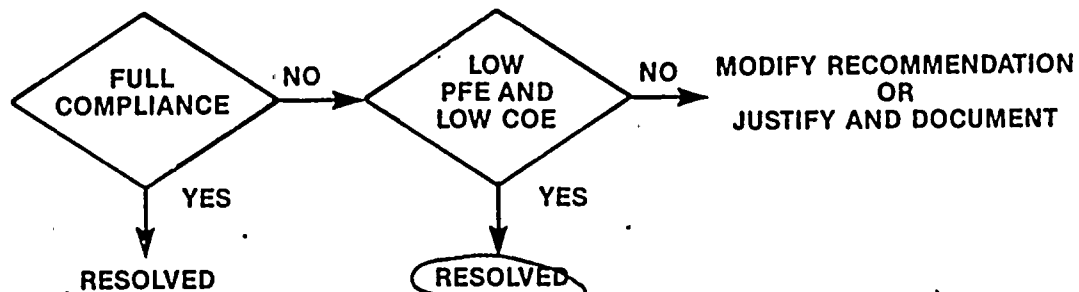 FULL
COMPLIANCE
NO
LOW
PFE AND
LOW COE
NO
MODIFY RECOMMENDATION
OR
JUSTIFY AND DOCUMENT
YES
YES
RESOLVED
RESOLVED